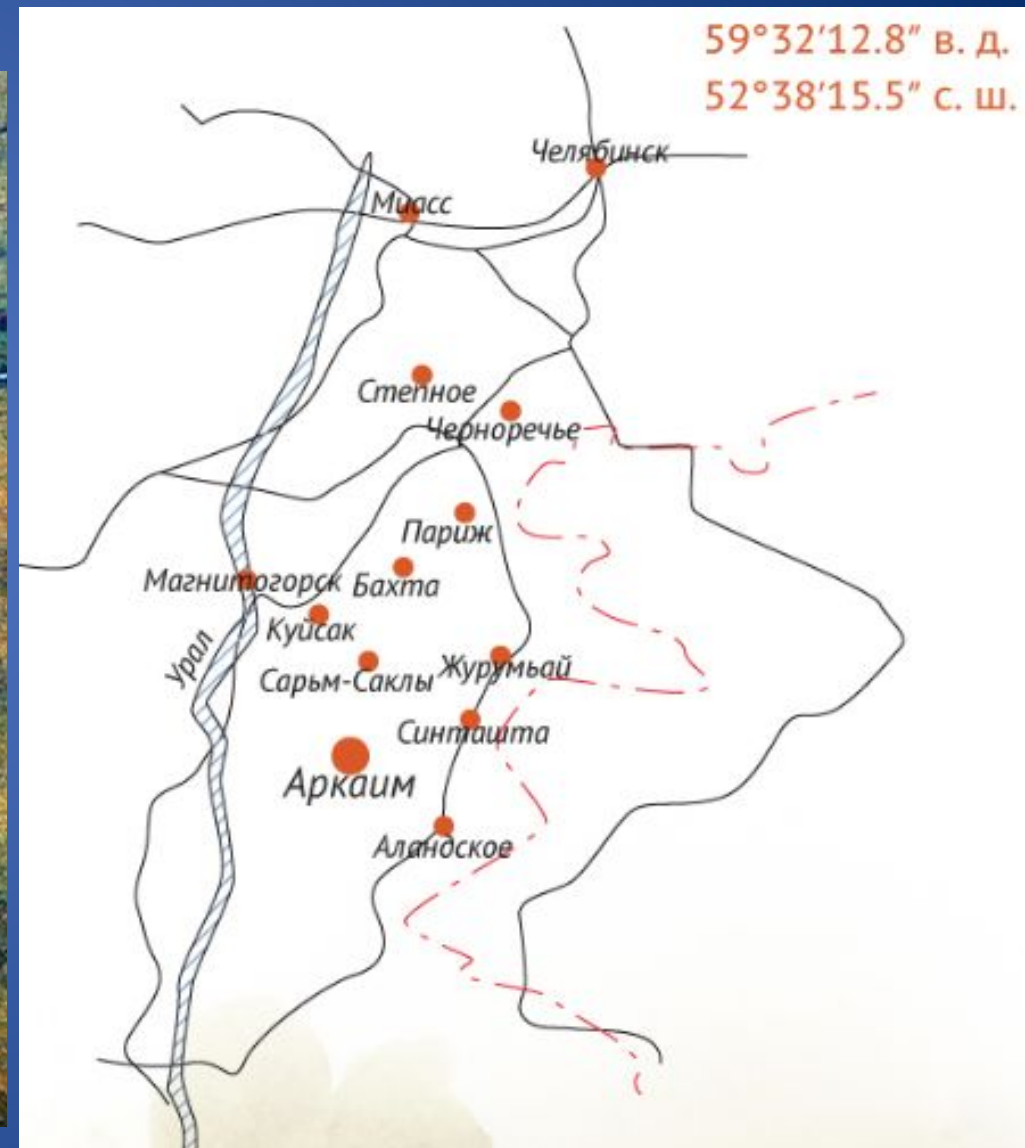 59°32′12.8″ в. д.
52°38′15.5″ с. ш.
Челябинск
Миасс
Степное
Черноречье
Париж
Магнитогорск
Бахта
Куйсак
Урал
Журумьай
Сарым-Саклы
Синташта
Аркаим
Аландское